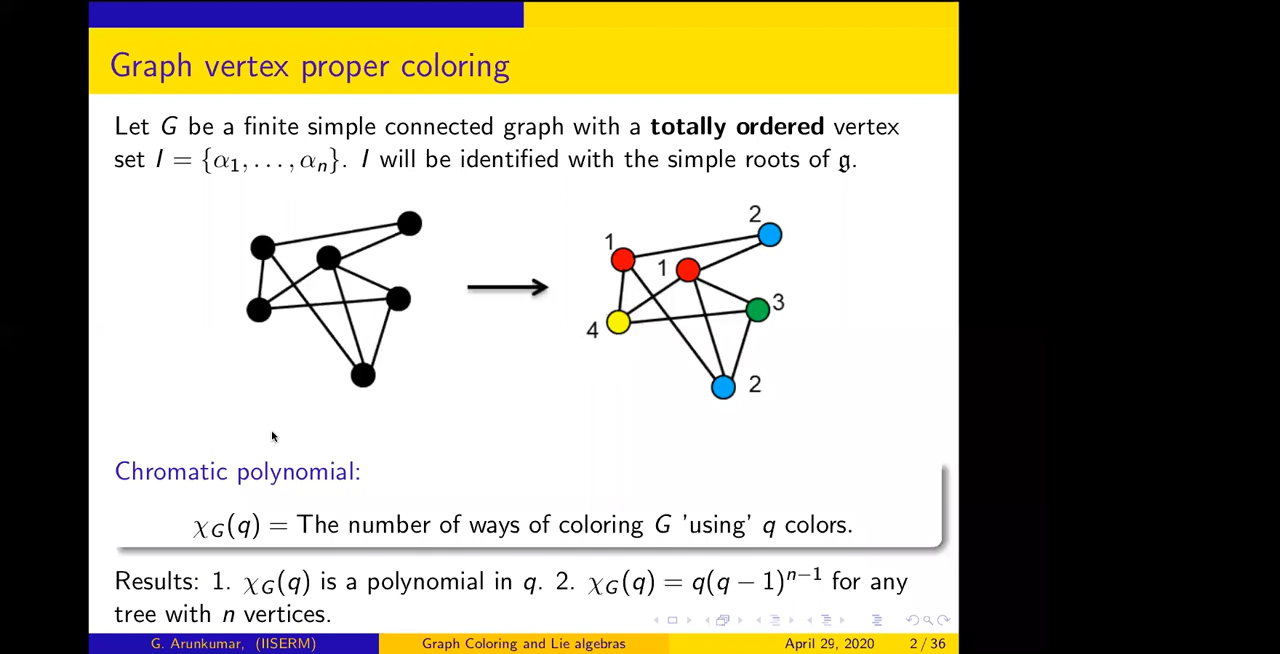 Graph vertex proper coloring
Let G be a finite simple connected graph with a totally ordered vertex
set I = {α₁, . . . , αₙ}. I will be identified with the simple roots of 𝔤.
2
1
1
3
4
2
Chromatic polynomial:
χG(q) = The number of ways of coloring G 'using' q colors.
Results: 1. χG(q) is a polynomial in q. 2. χG(q) = q(q − 1)ⁿ⁻¹ for any
tree with n vertices.
G. Arunkumar, (IISERM) Graph Coloring and Lie algebras April 29, 2020 2 / 36